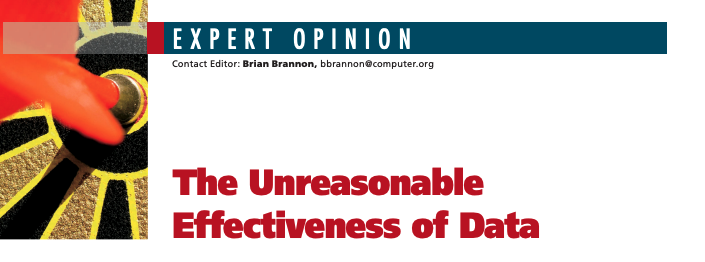 EXPERT OPINION
Contact Editor: Brian Brannon, bbrannon@computer.org
The Unreasonable
Effectiveness of Data